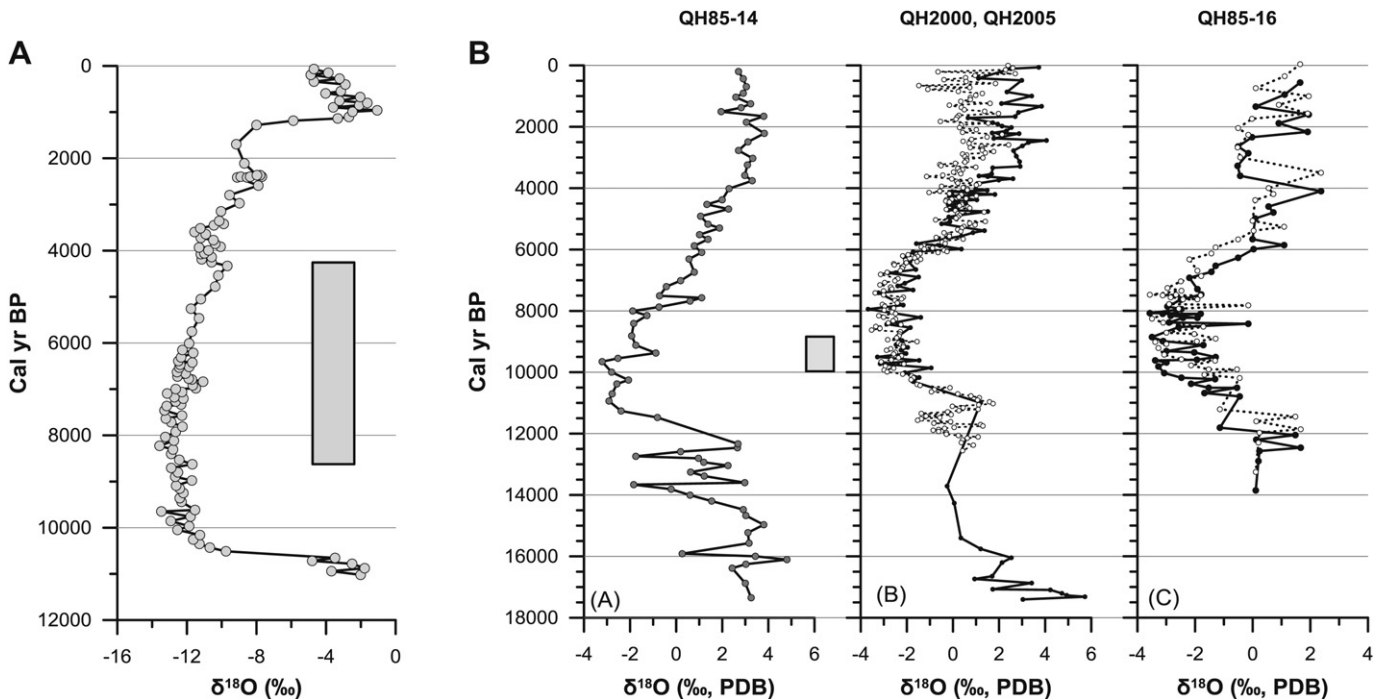 A
0
2000
4000
6000
8000
10000
12000
Cal yr BP
-16 -12 -8 -4 0
δ¹⁸O (‰)
B
QH85-14 QH2000, QH2005 QH85-16
0
2000
4000
6000
8000
10000
12000
14000
16000
18000
Cal yr BP
(A) (B) (C)
-4 -2 0 2 4 6 -4 -2 0 2 4 6 -4 -2 0 2 4
δ¹⁸O (‰, PDB) δ¹⁸O (‰, PDB) δ¹⁸O (‰, PDB)